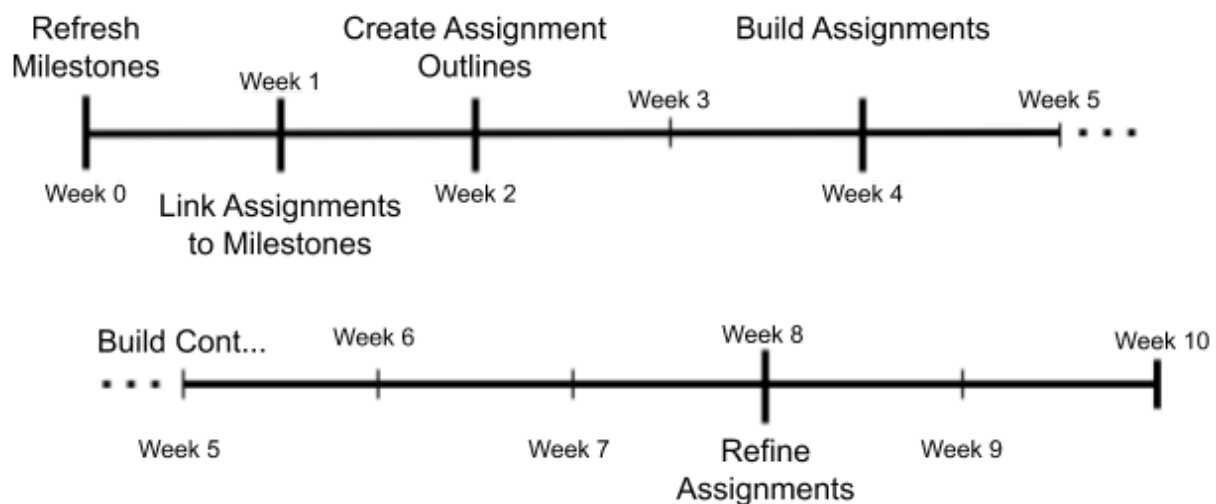 Refresh
Milestones
Week 1
Create Assignment
Outlines
Week 3
Build Assignments
Week 5
Week 0
Link Assignments
to Milestones
Week 2
Week 4
Build Cont...
Week 6
Week 8
Week 10
Week 5
Week 7
Refine
Assignments
Week 9